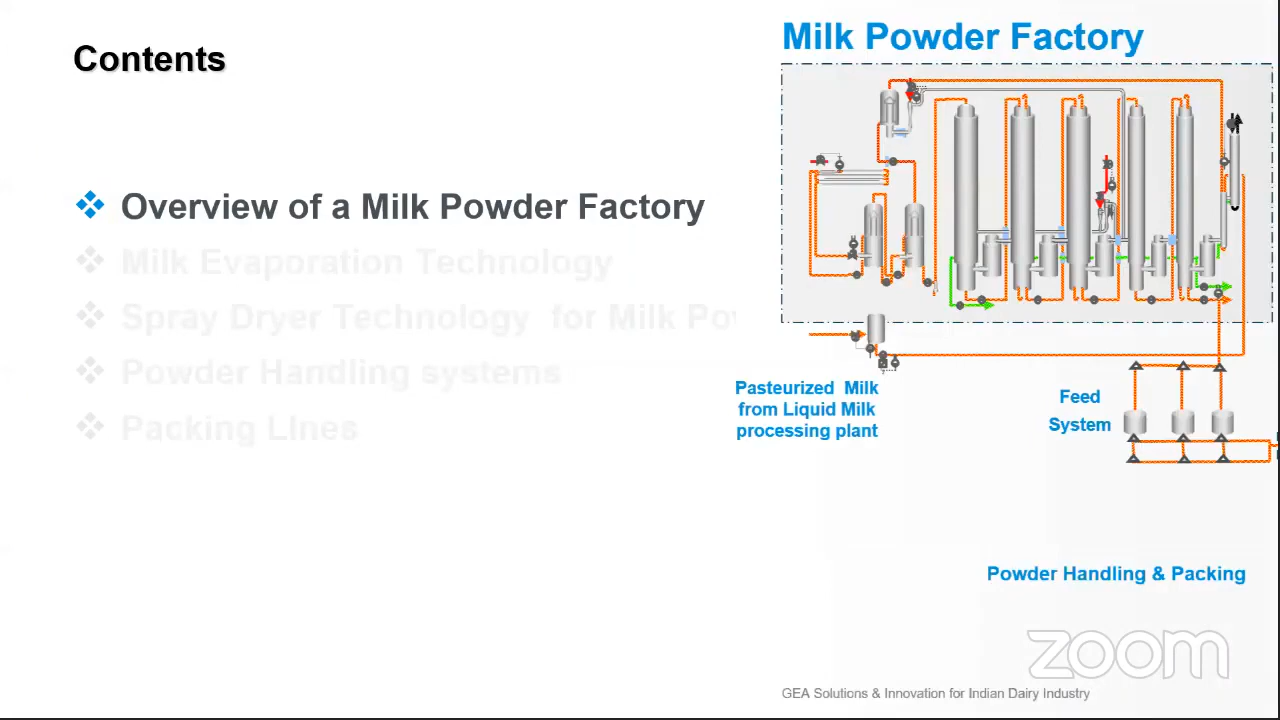 Contents
Overview of a Milk Powder Factory
Milk Evaporation Technology
Spray Dryer Technology for Milk
Powder Handling systems
Packing LInes
Milk Powder Factory
Pasteurized Milk
from Liquid Milk
processing plant
Feed
System
Powder Handling & Packing
zoom
GEA Solutions & Innovation for Indian Dairy Industry